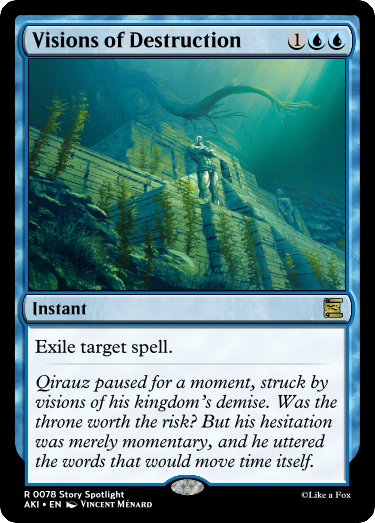 Visions of Destruction 1
Instant
Exile target spell.
Qirauz paused for a moment, struck by
visions of his kingdom's demise. Was the
throne worth the risk? But his hesitation
was merely momentary, and he uttered
the words that would move time itself.
R 0078 Story Spotlight
AKI • EN Vincent Ménard
©Like a Fox